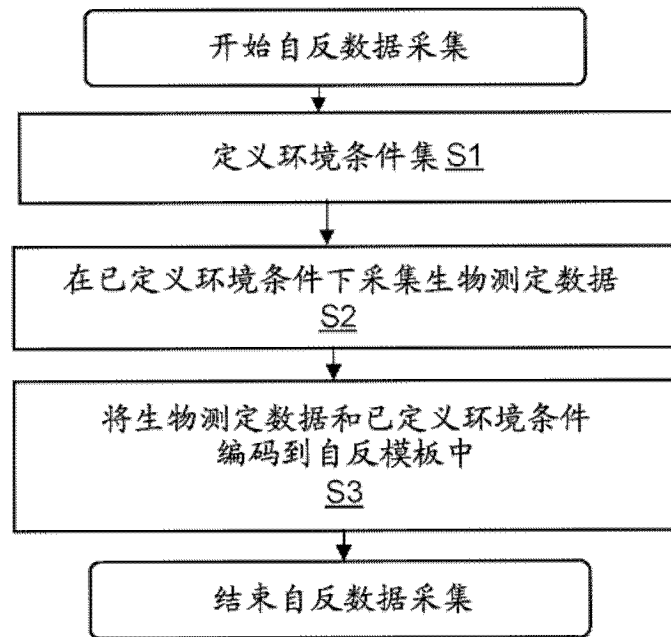 开始自反数据采集
定义环境条件集 S1
在已定义环境条件下采集生物测定数据
S2
将生物测定数据和已定义环境条件
编码到自反模板中
S3
结束自反数据采集